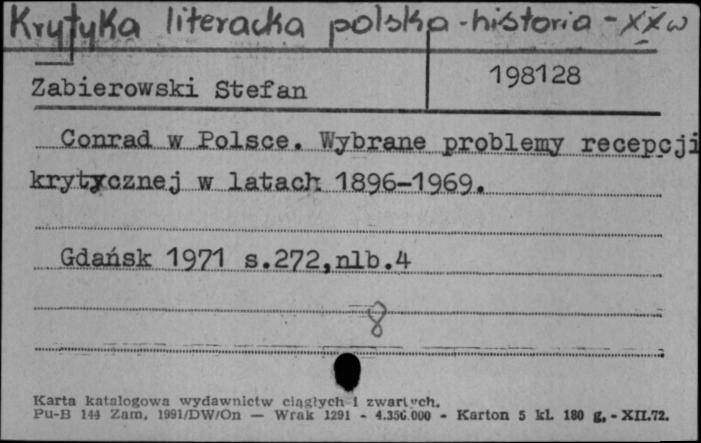 Krytyka literacka polska - historia - XX w
Zabierowski Stefan
198128
Conrad w Polsce. Wybrane problemy recepcji
krytycznej w latach 1896-1969.
Gdańsk 1971 s.272,nlb.4
8
Karta katalogowa wydawnictw ciągłych i zwartych.
Pu-B 144 Zam. 1991/DW/On — Wrak 1291 - 4.356.000 - Karton 5 kl. 180 g. - XII.72.